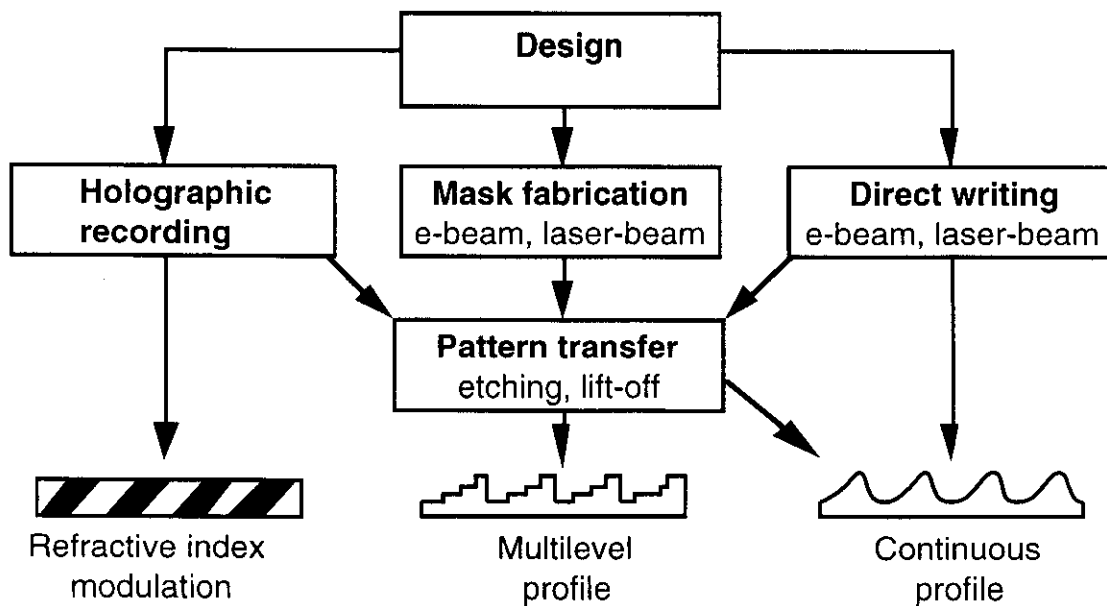 Design
Holographic
recording
Mask fabrication
e-beam, laser-beam
Direct writing
e-beam, laser-beam
Pattern transfer
etching, lift-off
Refractive index
modulation
Multilevel
profile
Continuous
profile